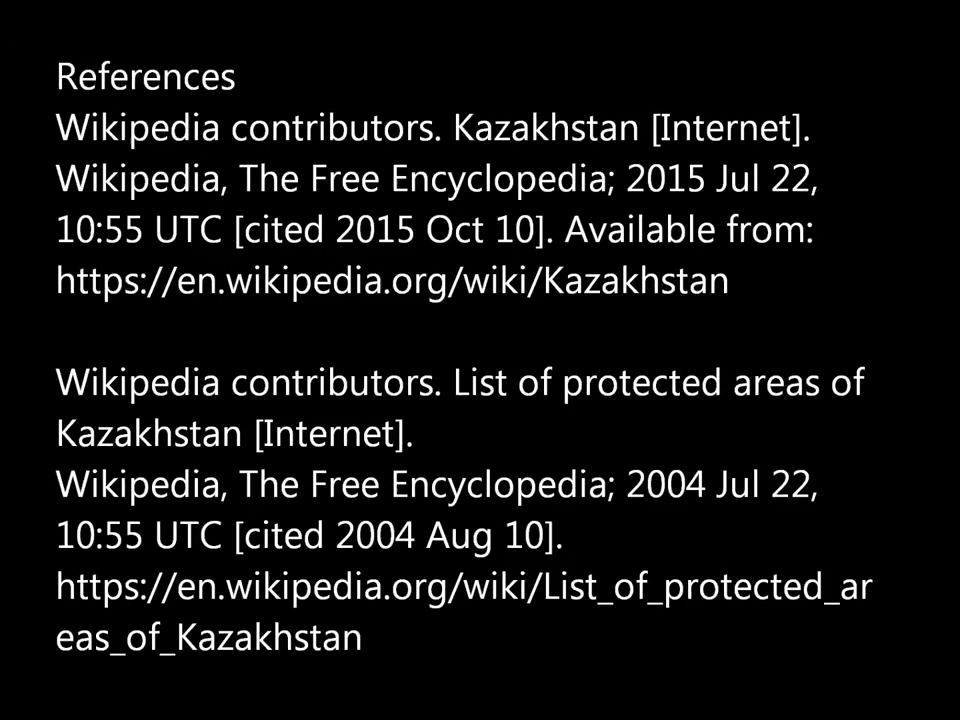 References
Wikipedia contributors. Kazakhstan [Internet].
Wikipedia, The Free Encyclopedia; 2015 Jul 22,
10:55 UTC [cited 2015 Oct 10]. Available from:
https://en.wikipedia.org/wiki/Kazakhstan
Wikipedia contributors. List of protected areas of
Kazakhstan [Internet].
Wikipedia, The Free Encyclopedia; 2004 Jul 22,
10:55 UTC [cited 2004 Aug 10].
https://en.wikipedia.org/wiki/List_of_protected_ar
eas_of_Kazakhstan